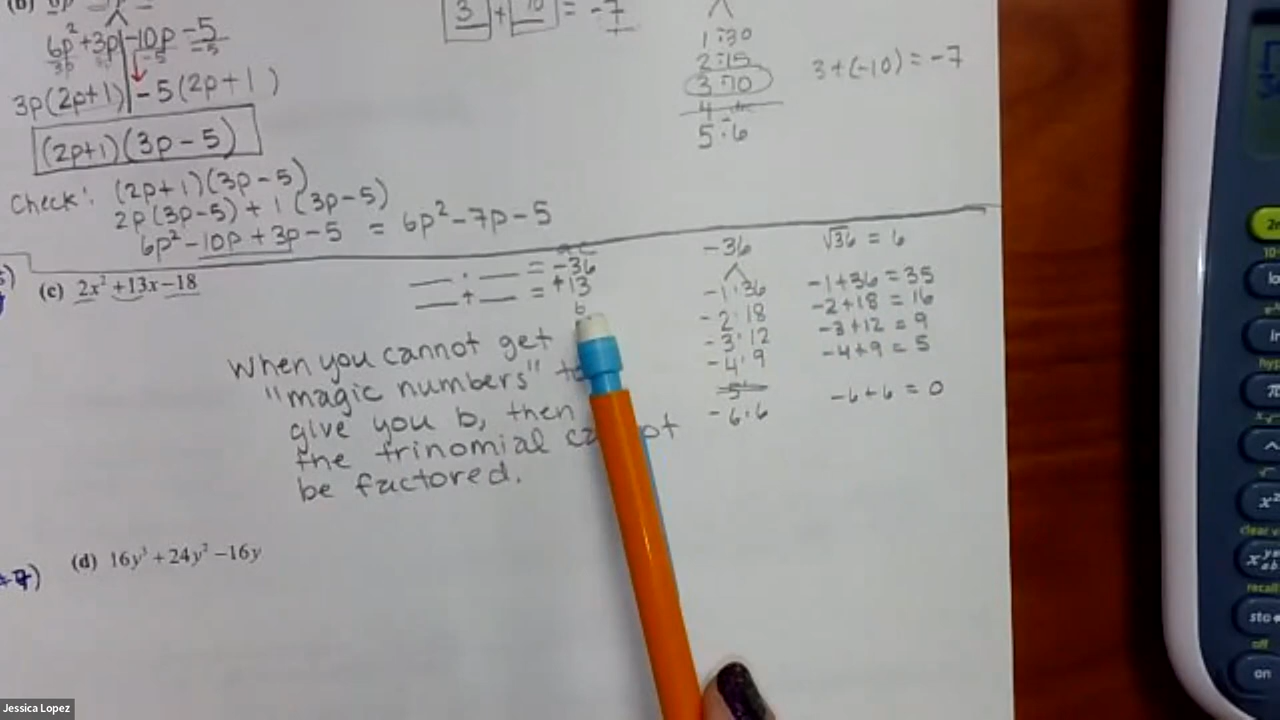 6p² + 3p | -10p - 5
3p(2p+1) - 5(2p+1)
(2p+1)(3p-5)
Check: (2p+1)(3p-5)
2p(3p-5) + 1(3p-5)
6p² - 10p + 3p - 5 = 6p² - 7p - 5
3 + -10 = -7
1·30
2·15
3·10
4
5·6
3 + (-10) = -7
(c) 2x² + 13x - 18
__ · __ = -36
__ + __ = +13
b
When you cannot get
"magic numbers"
give you b, then
the trinomial
be factored.
-36
-1·36
-2·18
-3·12
-4·9
5
-6·6
√36 = 6
-1+36 = 35
-2+18 = 16
-3+12 = 9
-4+9 = 5
-6+6 = 0
(d) 16y³ + 24y² - 16y
Jessica Lopez
π
x²
sto
on